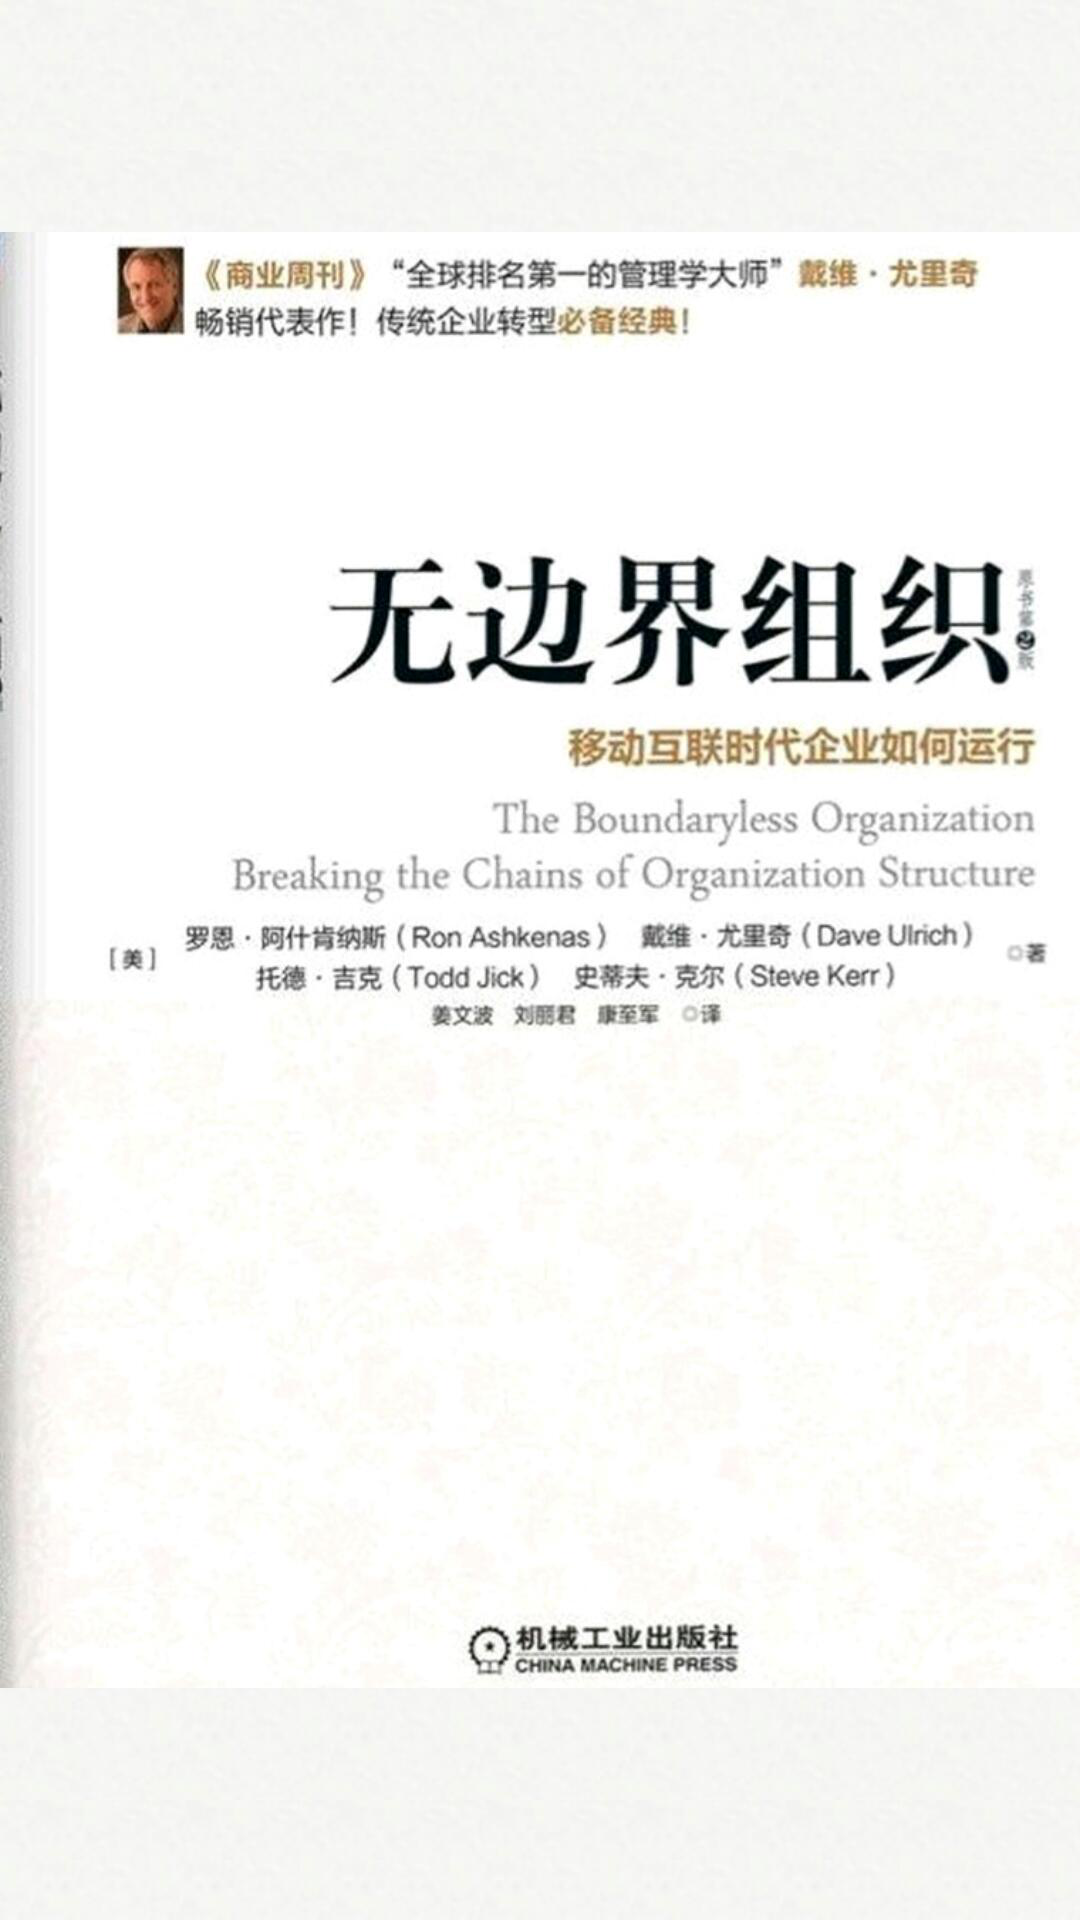 《商业周刊》“全球排名第一的管理学大师”戴维·尤里奇
畅销代表作！传统企业转型必备经典！
无边界组织
原书第2版
移动互联时代企业如何运行
The Boundaryless Organization
Breaking the Chains of Organization Structure
[美]
罗恩·阿什肯纳斯（Ron Ashkenas） 戴维·尤里奇（Dave Ulrich）
托德·吉克（Todd Jick） 史蒂夫·克尔（Steve Kerr）
◎著
姜文波 刘丽君 康至军 ◎译
机械工业出版社
CHINA MACHINE PRESS